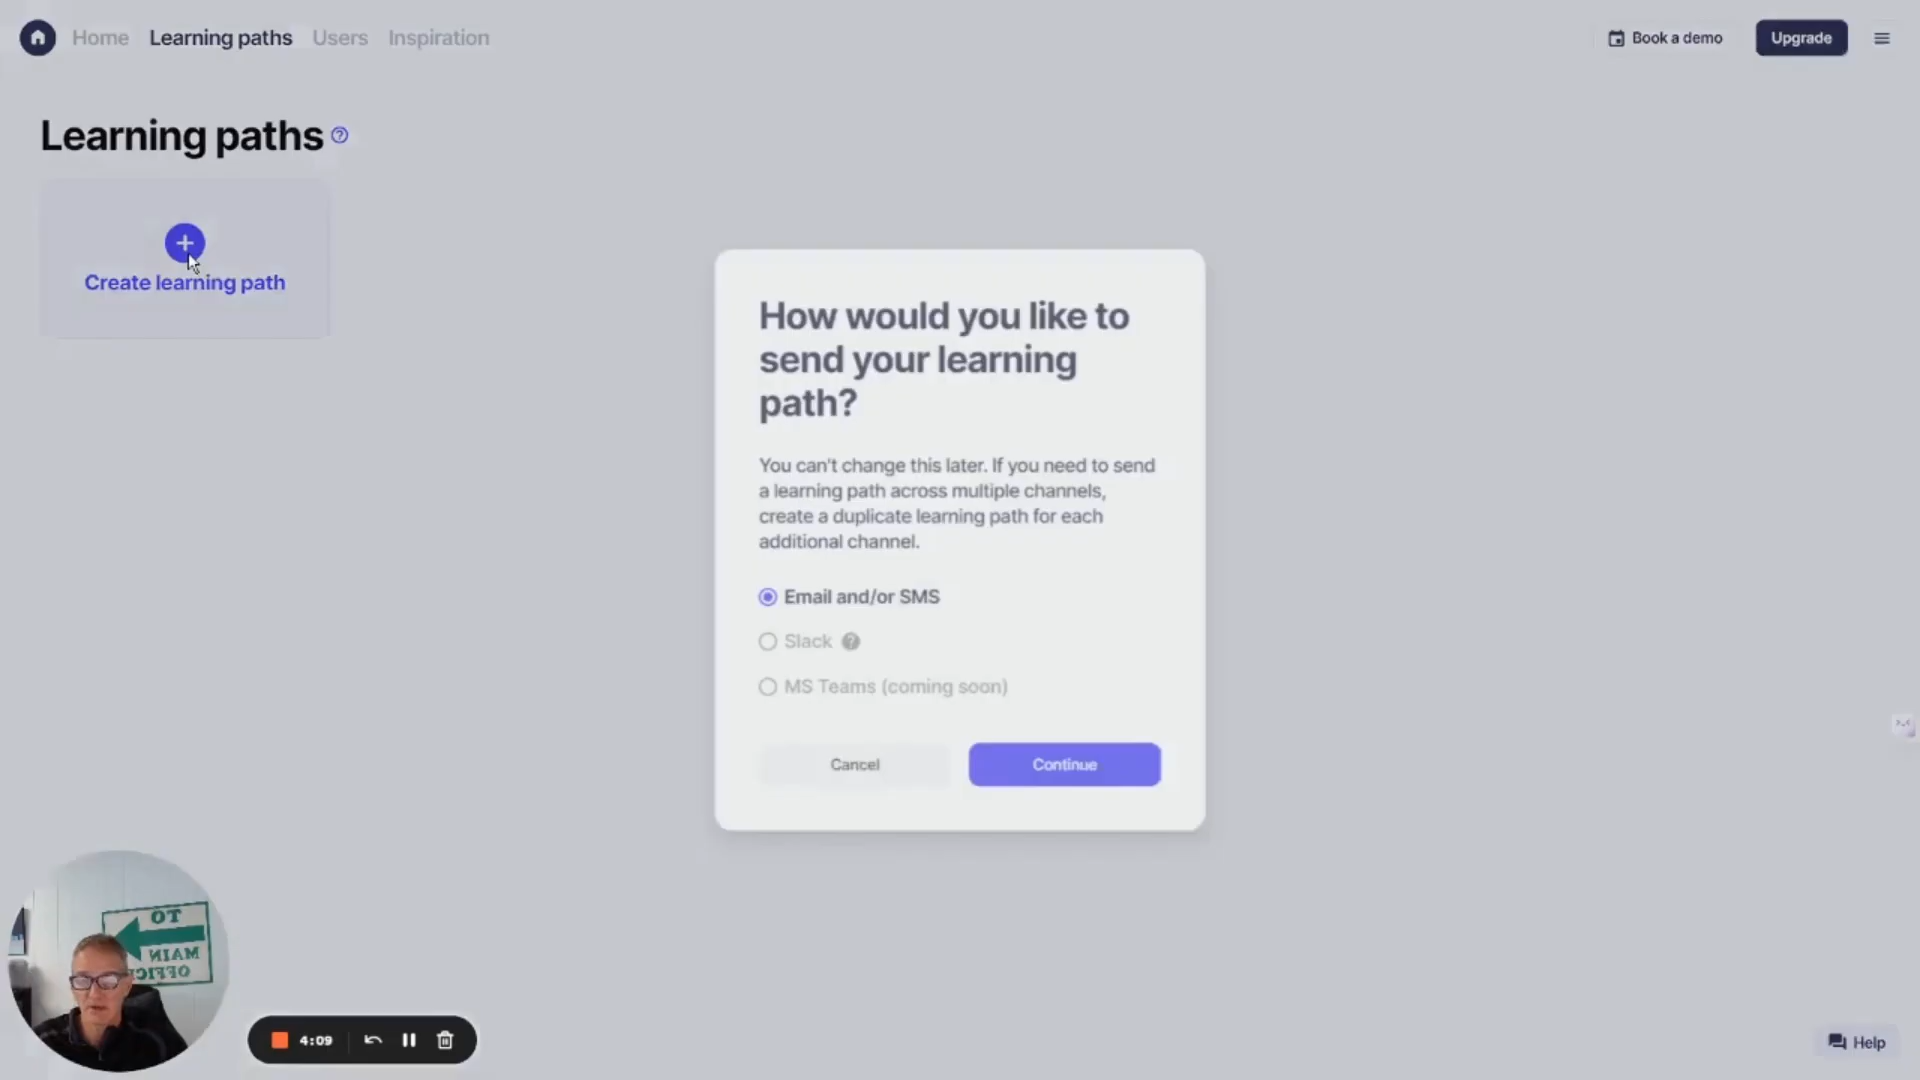 Home Learning paths Users Inspiration
Book a demo Upgrade
Learning paths
Create learning path
How would you like to
send your learning
path?
You can't change this later. If you need to send
a learning path across multiple channels,
create a duplicate learning path for each
additional channel.
Email and/or SMS
Slack
MS Teams (coming soon)
Cancel Continue
TO
MAIN
OFFICE
4:09
Help